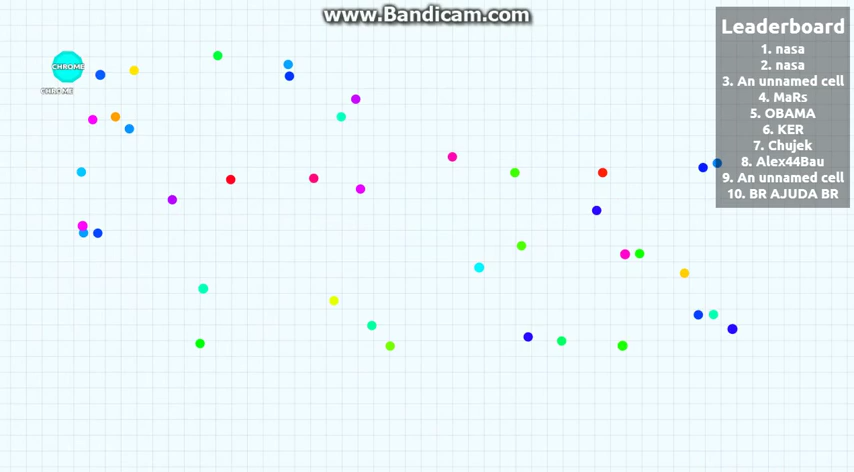 www.Bandicam.com
Leaderboard
1. nasa
2. nasa
3. An unnamed cell
4. MaRs
5. OBAMA
6. KER
7. Chujek
8. Alex44Bau
9. An unnamed cell
10. BR AJUDA BR
CHROME
CHROME